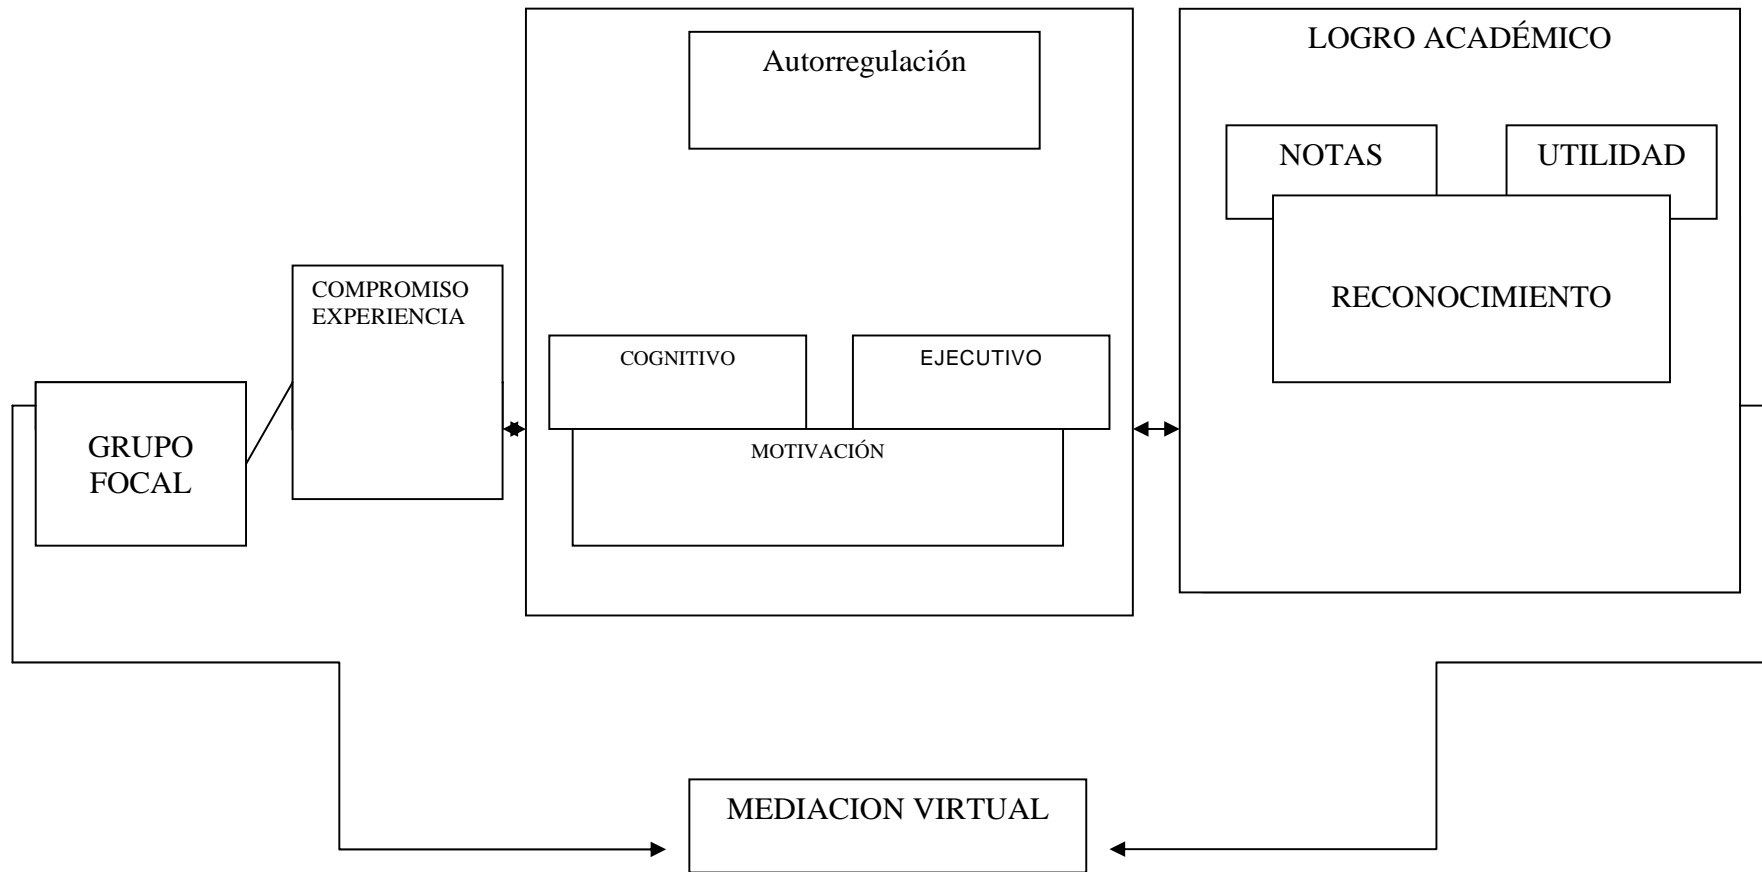 Autorregulación
LOGRO ACADÉMICO
NOTAS
UTILIDAD
RECONOCIMIENTO
COMPROMISO
EXPERIENCIA
COGNITIVO
EJECUTIVO
MOTIVACIÓN
GRUPO
FOCAL
MEDIACION VIRTUAL